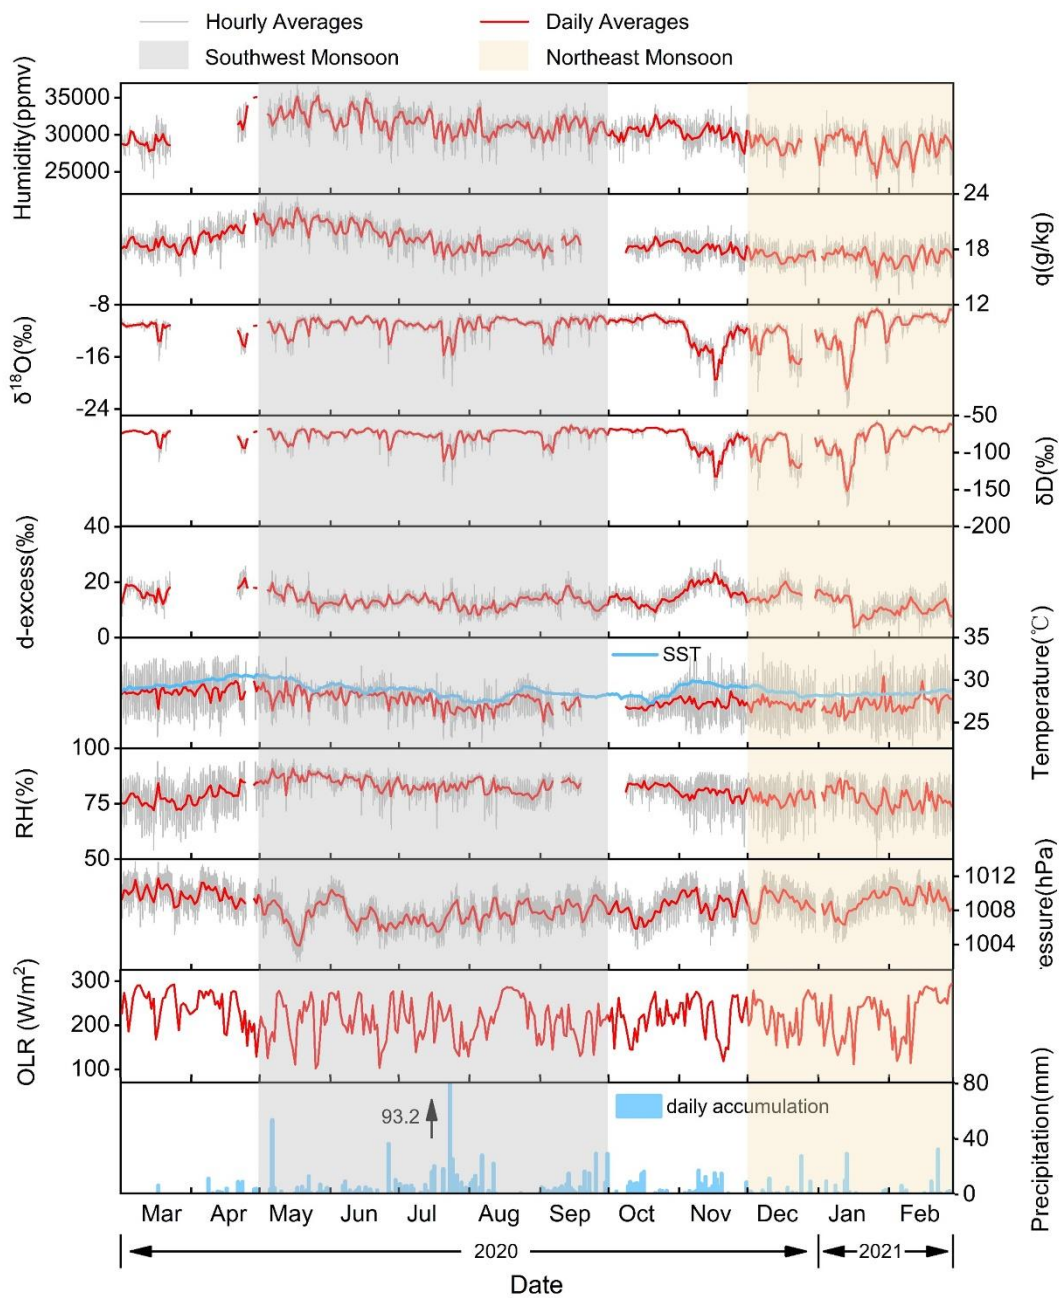 Hourly Averages
Daily Averages
Southwest Monsoon
Northeast Monsoon
Humidity(ppmv)
35000
30000
25000
q(g/kg)
24
18
12
δ¹⁸O(‰)
-8
-16
-24
δD(‰)
-50
-100
-150
-200
d-excess(‰)
40
20
0
Temperature(℃)
35
30
25
SST
RH(%)
100
75
50
essure(hPa)
1012
1008
1004
OLR (W/m²)
300
200
100
Precipitation(mm)
80
40
0
93.2
daily accumulation
Mar Apr May Jun Jul Aug Sep Oct Nov Dec Jan Feb
2020 2021
Date